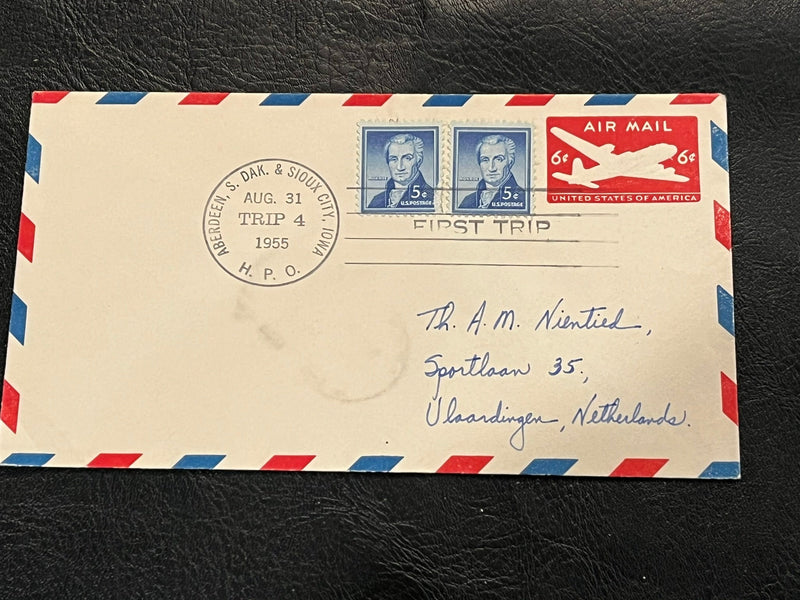 AIR MAIL
6¢ 6¢
UNITED STATES OF AMERICA
5¢
U.S. POSTAGE
5¢
U.S. POSTAGE
ABERDEEN, S. DAK. & SIOUX CITY, IOWA
AUG. 31
TRIP 4
1955
H. P. O.
FIRST TRIP
Th. A. M. Nientied,
Sportlaan 35.,
Vlaardingen, Netherlands.